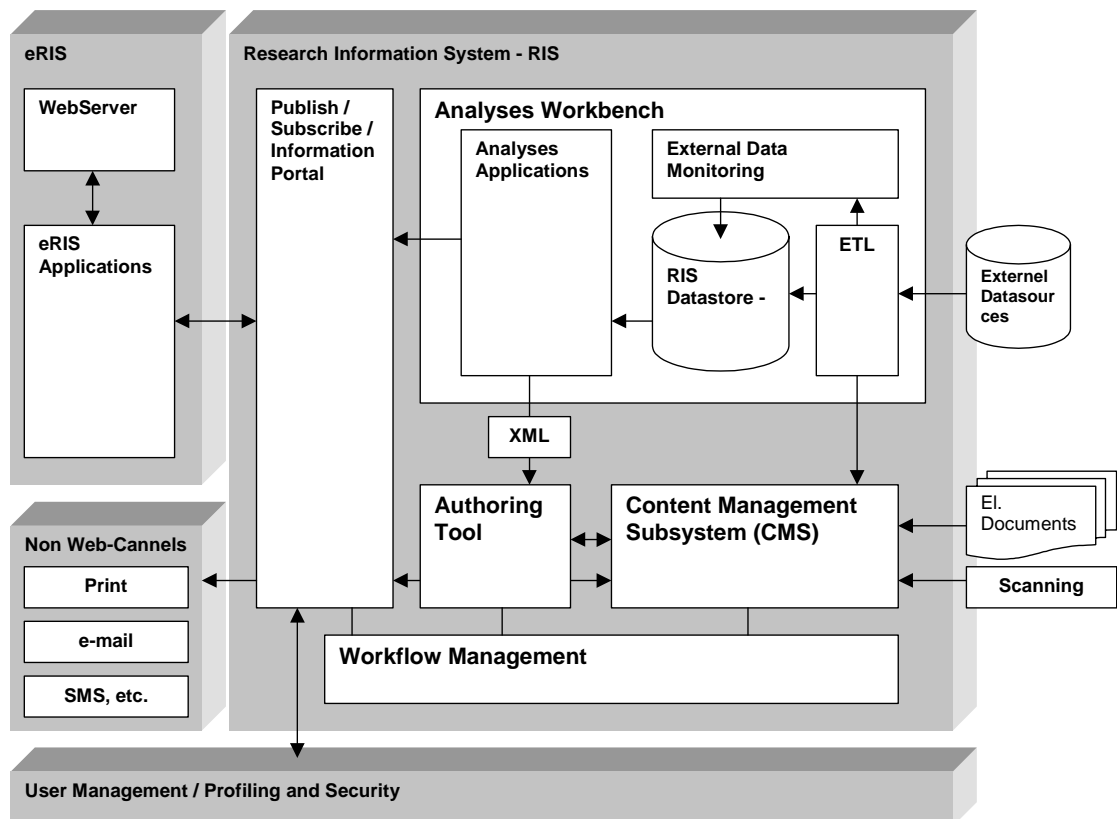 eRIS
WebServer
eRIS
Applications
Non Web-Cannels
Print
e-mail
SMS, etc.
Research Information System - RIS
Publish /
Subscribe /
Information
Portal
Analyses Workbench
Analyses
Applications
External Data
Monitoring
RIS
Datastore -
ETL
XML
Authoring
Tool
Content Management
Subsystem (CMS)
Workflow Management
Externel
Datasour
ces
El.
Documents
Scanning
User Management / Profiling and Security